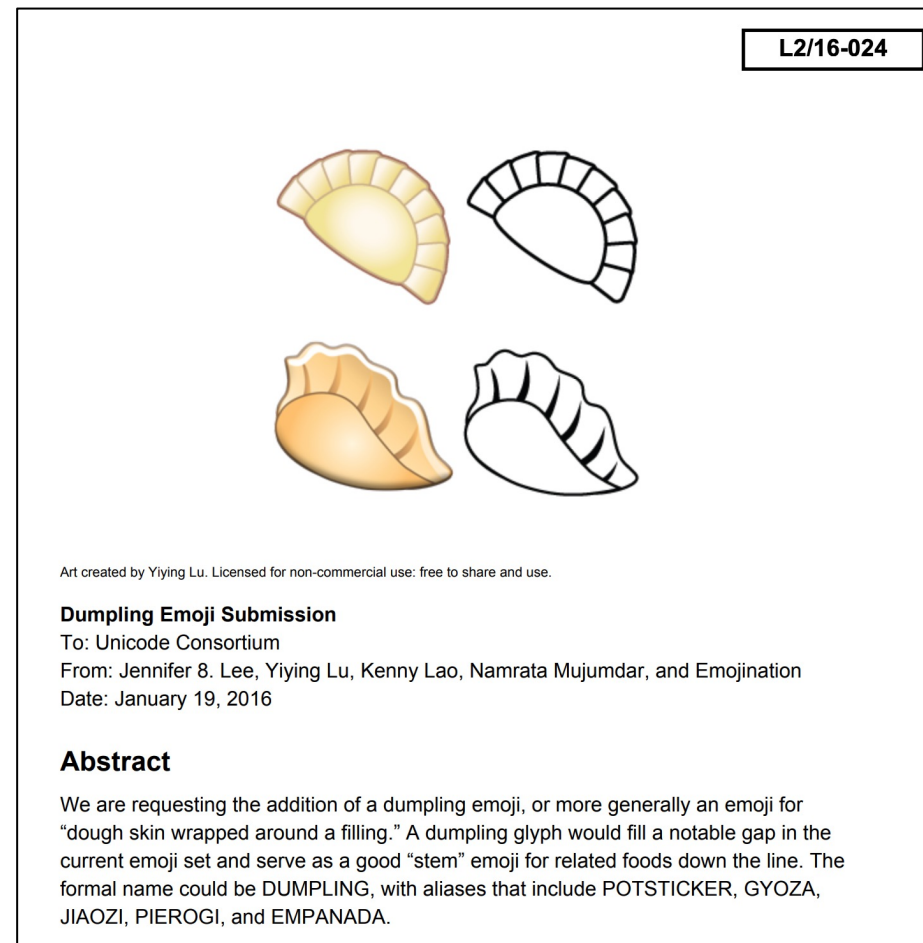 L2/16-024
Art created by Yiying Lu. Licensed for non-commercial use: free to share and use.
Dumpling Emoji Submission
To: Unicode Consortium
From: Jennifer 8. Lee, Yiying Lu, Kenny Lao, Namrata Mujumdar, and Emojination
Date: January 19, 2016
Abstract
We are requesting the addition of a dumpling emoji, or more generally an emoji for
“dough skin wrapped around a filling.” A dumpling glyph would fill a notable gap in the
current emoji set and serve as a good “stem” emoji for related foods down the line. The
formal name could be DUMPLING, with aliases that include POTSTICKER, GYOZA,
JIAOZI, PIEROGI, and EMPANADA.